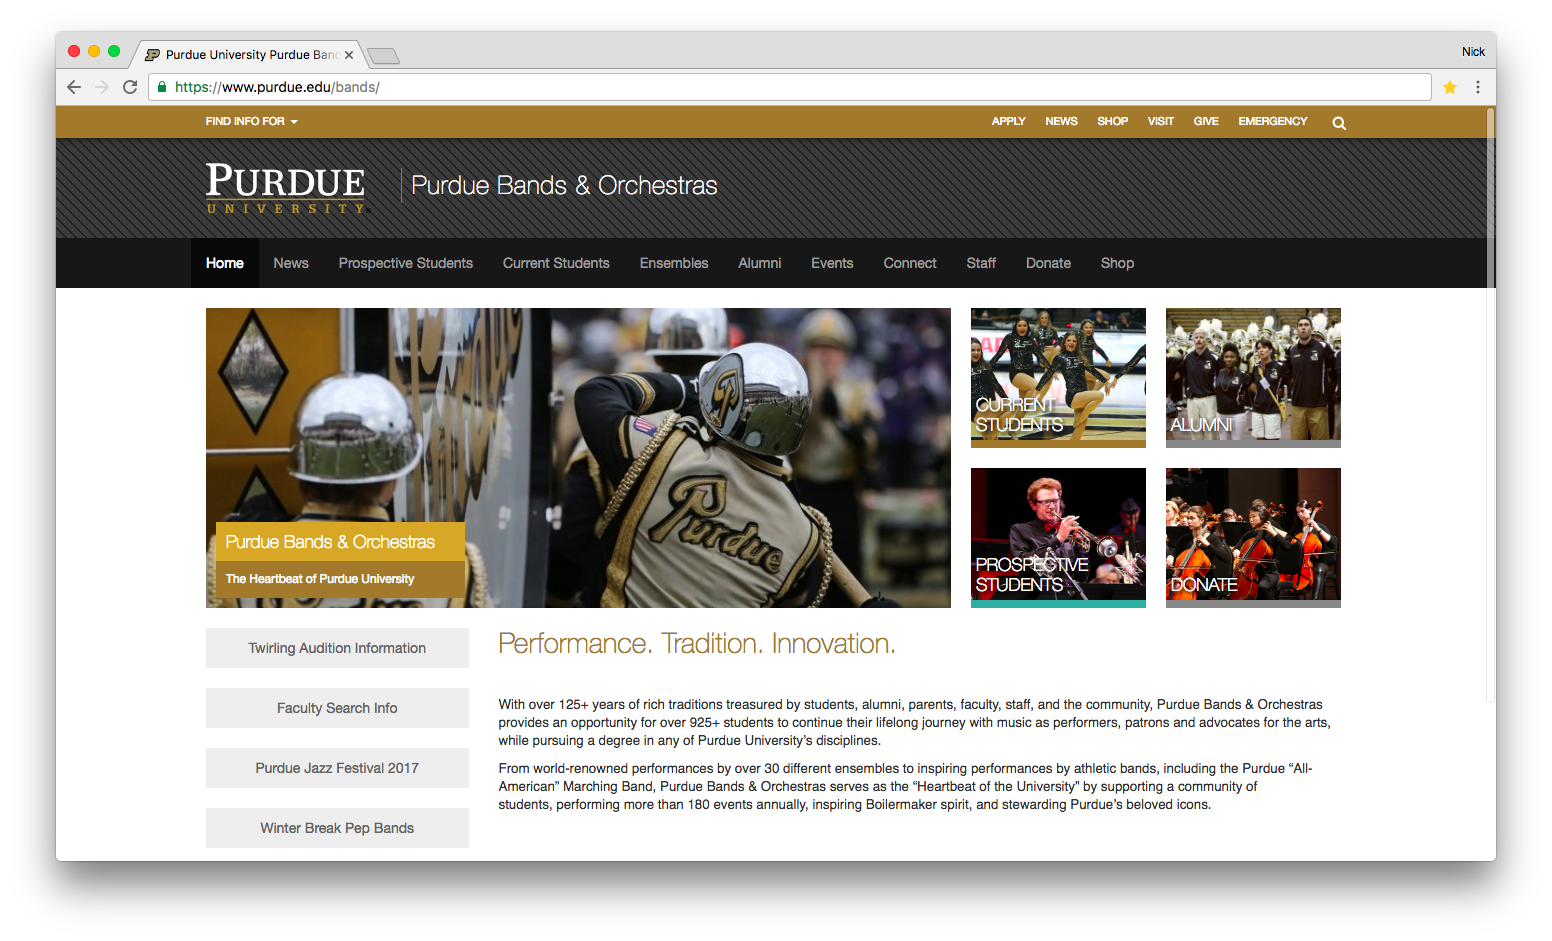 Purdue University Purdue Ban
Nick
https://www.purdue.edu/bands/
FIND INFO FOR
APPLY NEWS SHOP VISIT GIVE EMERGENCY
PURDUE
UNIVERSITY
Purdue Bands & Orchestras
Home News Prospective Students Current Students Ensembles Alumni Events Connect Staff Donate Shop
P
Purdue
Purdue Bands & Orchestras
The Heartbeat of Purdue University
CURRENT
STUDENTS
ALUMNI
PROSPECTIVE
STUDENTS
DONATE
Twirling Audition Information
Faculty Search Info
Purdue Jazz Festival 2017
Winter Break Pep Bands
Performance. Tradition. Innovation.
With over 125+ years of rich traditions treasured by students, alumni, parents, faculty, staff, and the community, Purdue Bands & Orchestras
provides an opportunity for over 925+ students to continue their lifelong journey with music as performers, patrons and advocates for the arts,
while pursuing a degree in any of Purdue University’s disciplines.
From world-renowned performances by over 30 different ensembles to inspiring performances by athletic bands, including the Purdue “All-
American” Marching Band, Purdue Bands & Orchestras serves as the “Heartbeat of the University” by supporting a community of
students, performing more than 180 events annually, inspiring Boilermaker spirit, and stewarding Purdue’s beloved icons.